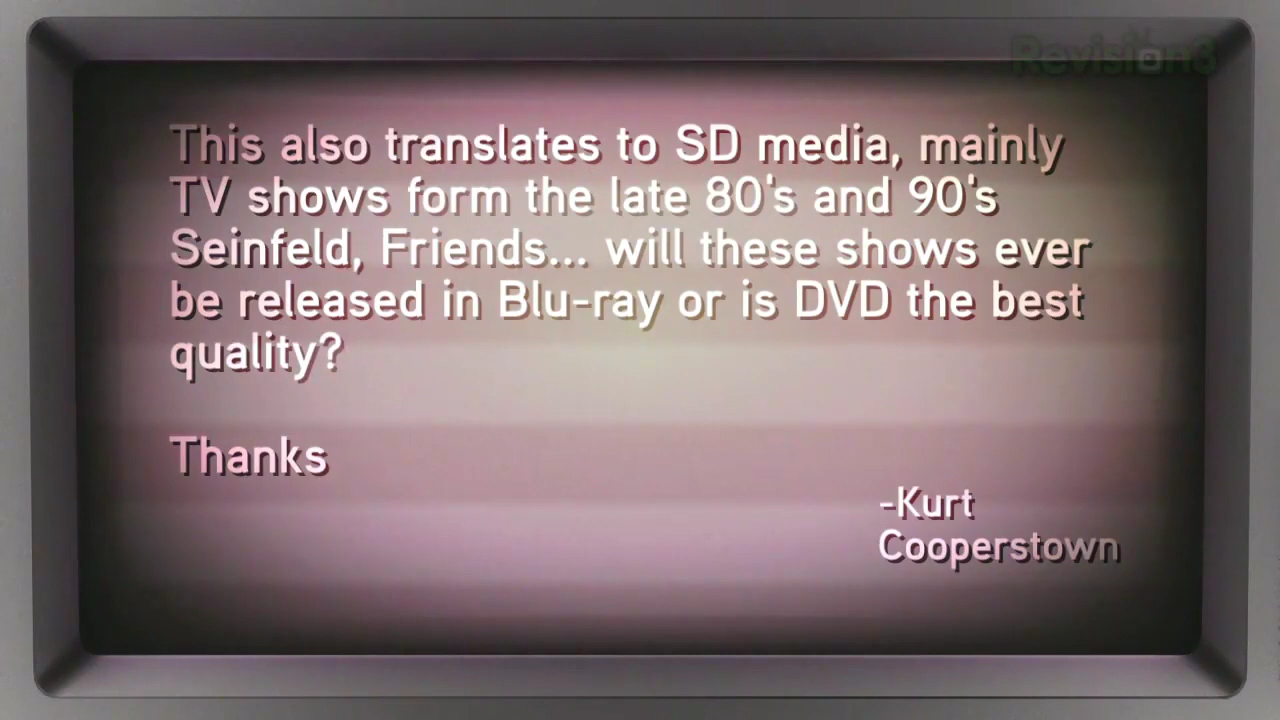 Revision3
This also translates to SD media, mainly
TV shows form the late 80's and 90's
Seinfeld, Friends... will these shows ever
be released in Blu-ray or is DVD the best
quality?
Thanks
-Kurt
Cooperstown